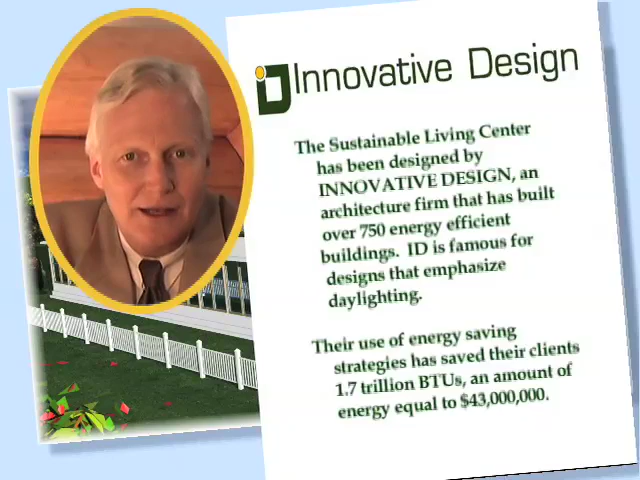 Innovative Design
The Sustainable Living Center
has been designed by
INNOVATIVE DESIGN, an
architecture firm that has built
over 750 energy efficient
buildings. ID is famous for
designs that emphasize
daylighting.
Their use of energy saving
strategies has saved their clients
1.7 trillion BTUs, an amount of
energy equal to $43,000,000.